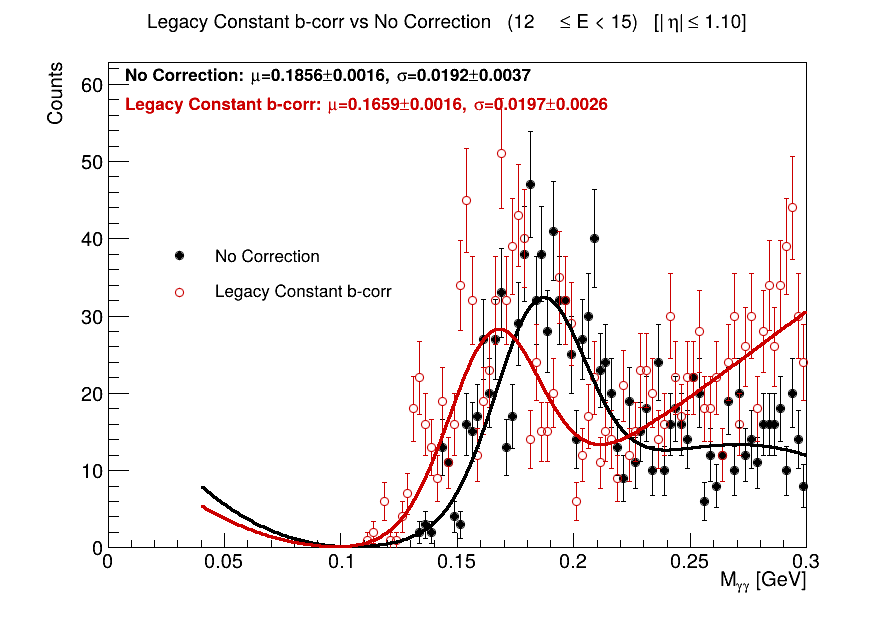 Legacy Constant b-corr vs No Correction (12 ≤ E < 15) [|η| ≤ 1.10]
No Correction: μ=0.1856±0.0016, σ=0.0192±0.0037
Legacy Constant b-corr: μ=0.1659±0.0016, σ=0.0197±0.0026
Counts
60
50
40
30
20
10
0
No Correction
Legacy Constant b-corr
0 0.05 0.1 0.15 0.2 0.25 0.3
Mγγ [GeV]